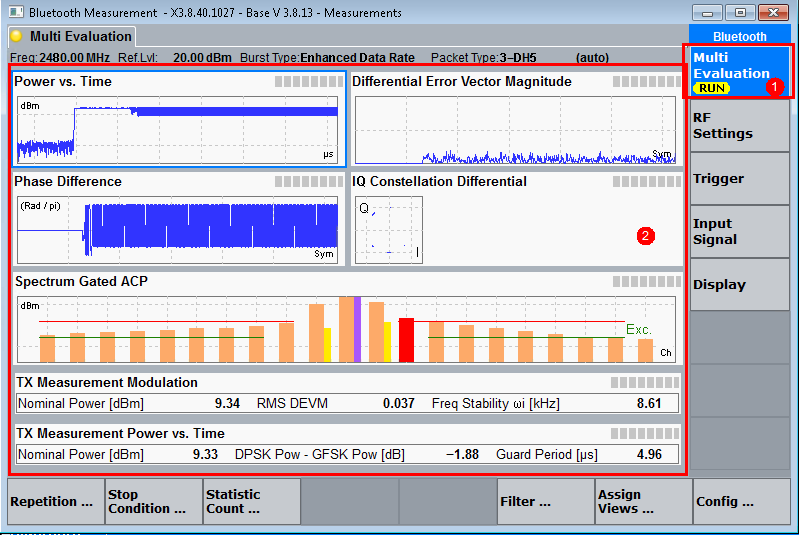 Bluetooth Measurement - X3.8.40.1027 - Base V 3.8.13 - Measurements
Multi Evaluation
Bluetooth
Freq: 2480.00 MHz Ref.Lvl: 20.00 dBm Burst Type: Enhanced Data Rate Packet Type: 3-DH5 (auto)
Multi
Evaluation
RUN
1
Power vs. Time
dBm
µs
Differential Error Vector Magnitude
Sym
RF
Settings
Phase Difference
(Rad / pi)
Sym
IQ Constellation Differential
Q
I
2
Trigger
Input
Signal
Spectrum Gated ACP
dBm
Exc.
Ch
Display
TX Measurement Modulation
Nominal Power [dBm] 9.34 RMS DEVM 0.037 Freq Stability ωi [kHz] 8.61
TX Measurement Power vs. Time
Nominal Power [dBm] 9.33 DPSK Pow - GFSK Pow [dB] −1.88 Guard Period [µs] 4.96
Repetition ...
Stop
Condition ...
Statistic
Count ...
Filter ...
Assign
Views ...
Config ...